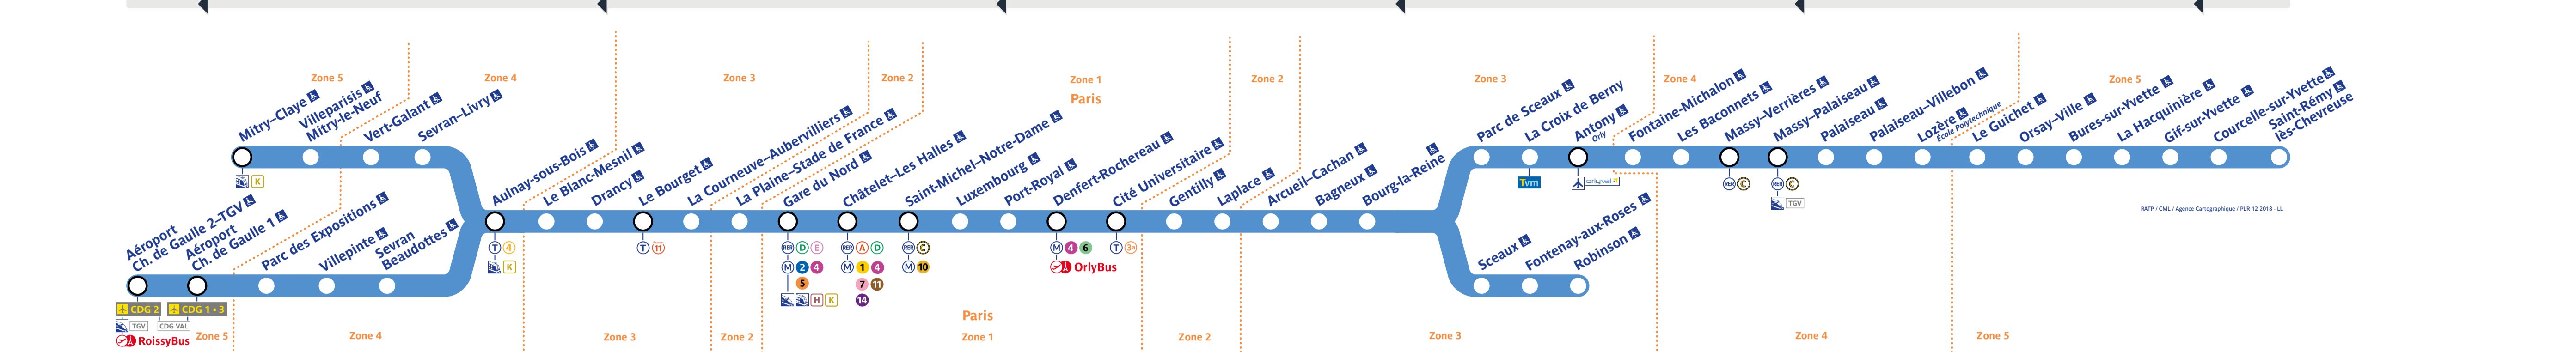 Zone 5
Zone 4
Zone 3
Zone 2
Zone 1
Paris
Zone 2
Zone 3
Zone 4
Zone 5
Mitry–Claye
Villeparisis
Mitry-le-Neuf
Vert-Galant
Sevran–Livry
Aéroport
Ch. de Gaulle 2–TGV
Aéroport
Ch. de Gaulle 1
Parc des Expositions
Villepinte
Sevran
Beaudottes
Aulnay-sous-Bois
Le Blanc-Mesnil
Drancy
Le Bourget
La Courneuve–Aubervilliers
La Plaine–Stade de France
Gare du Nord
Châtelet–Les Halles
Saint-Michel–Notre-Dame
Luxembourg
Port-Royal
Denfert-Rochereau
Cité Universitaire
Gentilly
Laplace
Arcueil–Cachan
Bagneux
Bourg-la-Reine
Parc de Sceaux
La Croix de Berny
Antony
Orly
Fontaine-Michalon
Les Baconnets
Massy–Verrières
Massy–Palaiseau
Palaiseau
Palaiseau–Villebon
Lozère
École Polytechnique
Le Guichet
Orsay–Ville
Bures-sur-Yvette
La Hacquinière
Gif-sur-Yvette
Courcelle-sur-Yvette
Saint-Rémy
lès-Chevreuse
Sceaux
Fontenay-aux-Roses
Robinson
K
T 4
K
T 11
RER D E
M 2 4
5
H K
RER A D
M 1 4
7 11
14
RER C
M 10
M 4 6
OrlyBus
T 3a
Tvm
orlyval
RER C
RER C
TGV
CDG 2
CDG 1 • 3
TGV
CDG VAL
RoissyBus
RATP / CML / Agence Cartographique / PLR 12 2018 - LL
Zone 5
Zone 4
Zone 3
Zone 2
Paris
Zone 1
Zone 2
Zone 3
Zone 4
Zone 5